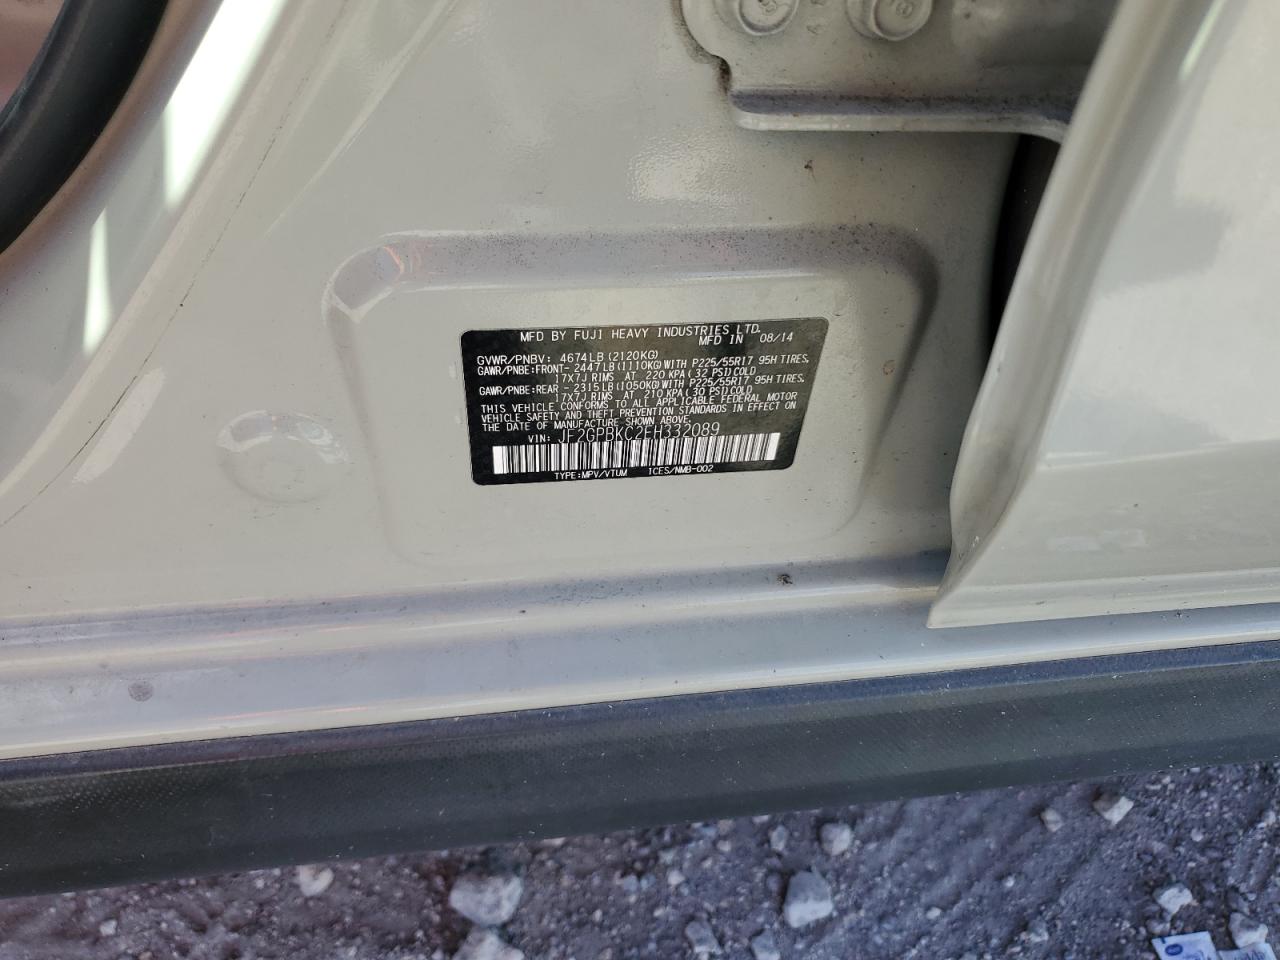 MFD BY FUJI HEAVY INDUSTRIES LTD.
MFD IN 08/14
GVWR/PNBV: 4674LB(2120KG)
GAWR/PNBE:FRONT- 2447LB(1110KG)WITH P225/55R17 95H TIRES,
17X7J RIMS AT 220 KPA(32 PSI)COLD
GAWR/PNBE:REAR - 2315LB(1050KG)WITH P225/55R17 95H TIRES,
17X7J RIMS AT 210 KPA(30 PSI)COLD
THIS VEHICLE CONFORMS TO ALL APPLICABLE FEDERAL MOTOR
VEHICLE SAFETY AND THEFT PREVENTION STANDARDS IN EFFECT ON
THE DATE OF MANUFACTURE SHOWN ABOVE.
VIN: JF2GPBKC2EH332089
TYPE:MPV/VTUM ICES/NMB-002